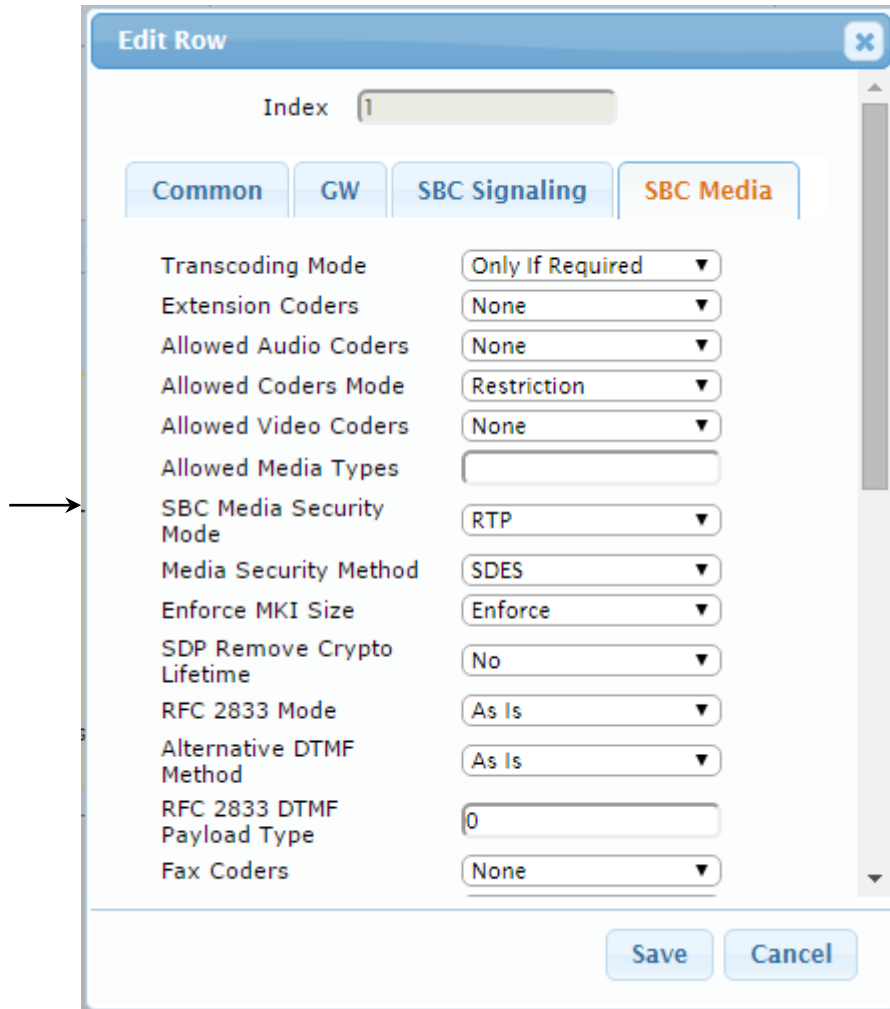 Edit Row
Index 1
Common GW SBC Signaling SBC Media
Transcoding Mode Only If Required
Extension Coders None
Allowed Audio Coders None
Allowed Coders Mode Restriction
Allowed Video Coders None
Allowed Media Types
SBC Media Security
Mode RTP
Media Security Method SDES
Enforce MKI Size Enforce
SDP Remove Crypto
Lifetime No
RFC 2833 Mode As Is
Alternative DTMF
Method As Is
RFC 2833 DTMF
Payload Type 0
Fax Coders None
Save Cancel